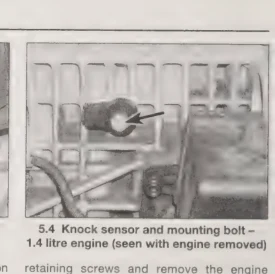 5.4 Knock sensor and mounting bolt –
1.4 litre engine (seen with engine removed)
on retaining screws and remove the engine